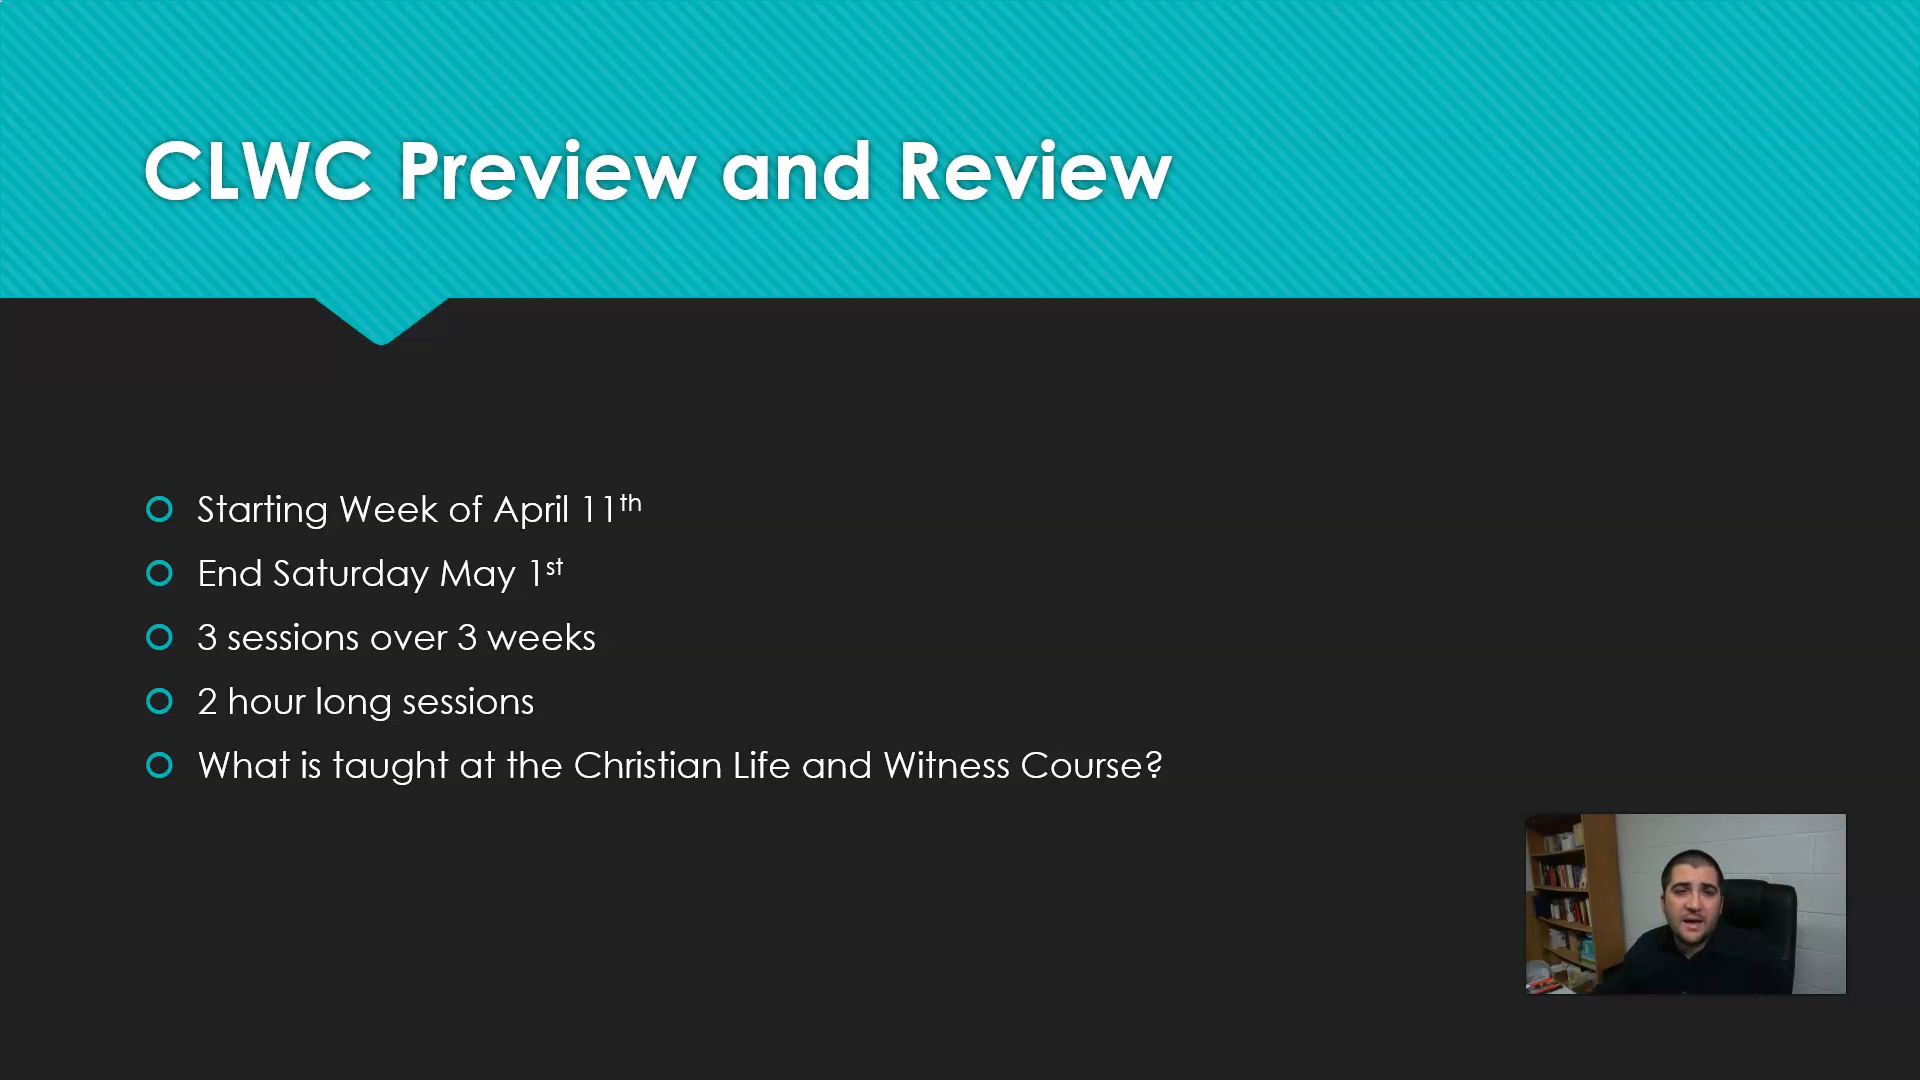 CLWC Preview and Review
Starting Week of April 11th
End Saturday May 1st
3 sessions over 3 weeks
2 hour long sessions
What is taught at the Christian Life and Witness Course?